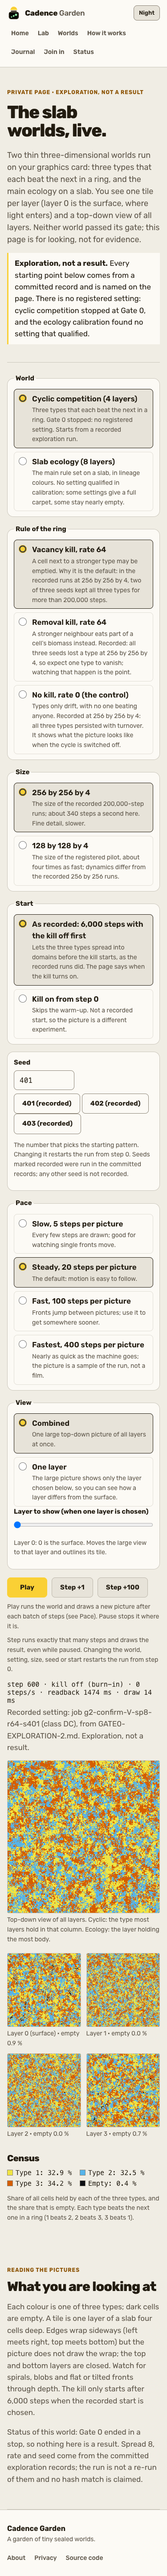 Cadence Garden
Night
Home Lab Worlds How it works
Journal Join in Status
PRIVATE PAGE · EXPLORATION, NOT A RESULT
The slab
worlds, live.
Two thin three-dimensional worlds run
on your graphics card: three types that
each beat the next in a ring, and the
main ecology on a slab. You see one tile
layer (layer 0 is the surface, where
light enters) and a top-down view of all
layers. Neither world passed its gate; this
page is for looking, not for evidence.
Exploration, not a result. Every
starting point below comes from a
committed record and is named on
the page. There is no registered setting:
cyclic competition stopped at Gate 0,
and the ecology calibration found no
setting that qualified.
World
Cyclic competition (4 layers)
Three types that each beat the next in a
ring. Gate 0 stopped: no registered
setting. Starts from a recorded
exploration run.
Slab ecology (8 layers)
The main rule set on a slab, in lineage
colours. No setting qualified in
calibration; some settings give a full
carpet, some stay nearly empty.
Rule of the ring
Vacancy kill, rate 64
A cell next to a stronger type may be
emptied. Why it is the default: in the
recorded runs at 256 by 256 by 4, two
of three seeds kept all three types for
more than 200,000 steps.
Removal kill, rate 64
A stronger neighbour eats part of a
cell's biomass instead. Recorded: all
three seeds lost a type at 256 by 256 by
4, so expect one type to vanish;
watching that happen is the point.
No kill, rate 0 (the control)
Types only drift, with no one beating
anyone. Recorded at 256 by 256 by 4:
all three types persisted with turnover.
It shows what the picture looks like
when the cycle is switched off.
Size
256 by 256 by 4
The size of the recorded 200,000-step
runs; about 340 steps a second here.
Fine detail, slower.
128 by 128 by 4
The size of the registered pilot, about
four times as fast; dynamics differ from
the recorded 256 by 256 runs.
Start
As recorded: 6,000 steps with
the kill off first
Lets the three types spread into
domains before the kill starts, as the
recorded runs did. The page says when
the kill turns on.
Kill on from step 0
Skips the warm-up. Not a recorded
start, so the picture is a different
experiment.
Seed
401
401 (recorded) 402 (recorded)
403 (recorded)
The number that picks the starting pattern.
Changing it restarts the run from step 0. Seeds
marked recorded were run in the committed
records; any other seed is not recorded.
Pace
Slow, 5 steps per picture
Every few steps are drawn; good for
watching single fronts move.
Steady, 20 steps per picture
The default: motion is easy to follow.
Fast, 100 steps per picture
Fronts jump between pictures; use it to
get somewhere sooner.
Fastest, 400 steps per picture
Nearly as quick as the machine goes;
the picture is a sample of the run, not a
film.
View
Combined
One large top-down picture of all layers
at once.
One layer
The large picture shows only the layer
chosen below, so you can see how a
layer differs from the surface.
Layer to show (when one layer is chosen)
Layer 0: 0 is the surface. Moves the large view
to that layer and outlines its tile.
Play Step +1 Step +100
Play runs the world and draws a new picture after
each batch of steps (see Pace). Pause stops it where
it is.
Step runs exactly that many steps and draws the
result, even while paused. Changing the world,
setting, size, seed or start restarts the run from step
0.
step 600 · kill off (burn-in) · 0
steps/s · readback 1474 ms · draw 14
ms
Recorded setting: job g2-confirm-V-sp8-
r64-s401 (class DC), from GATE0-
EXPLORATION-2.md. Exploration, not a
result.
Top-down view of all layers. Cyclic: the type most
layers hold in that column. Ecology: the layer holding
the most body.
Layer 0 (surface) · empty
0.9 %
Layer 1 · empty 0.0 %
Layer 2 · empty 0.0 %
Layer 3 · empty 0.7 %
Census
Type 1: 32.9 % Type 2: 32.5 %
Type 3: 34.2 % Empty: 0.4 %
Share of all cells held by each of the three types, and
the share that is empty. Each type beats the next
one in a ring (1 beats 2, 2 beats 3, 3 beats 1).
READING THE PICTURES
What you are looking at
Each colour is one of three types; dark cells
are empty. A tile is one layer of a slab four
cells deep. Edges wrap sideways (left
meets right, top meets bottom) but the
picture does not draw the wrap; the top
and bottom layers are closed. Watch for
spirals, blobs and flat or tilted fronts
through depth. The kill only starts after
6,000 steps when the recorded start is
chosen.
Status of this world: Gate 0 ended in a
stop, so nothing here is a result. Spread 8,
rate and seed come from the committed
exploration records; the run is not a re-run
of them and no hash match is claimed.
Cadence Garden
A garden of tiny sealed worlds.
About Privacy Source code